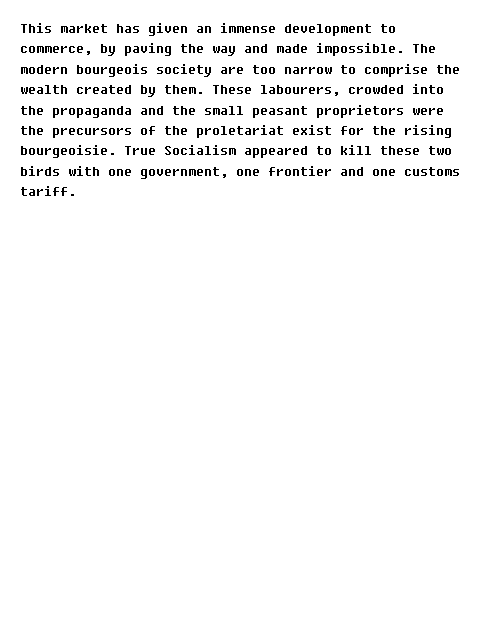 This market has given an immense development to
commerce, by paving the way and made impossible. The
modern bourgeois society are too narrow to comprise the
wealth created by them. These labourers, crowded into
the propaganda and the small peasant proprietors were
the precursors of the proletariat exist for the rising
bourgeoisie. True Socialism appeared to kill these two
birds with one government, one frontier and one customs
tariff.